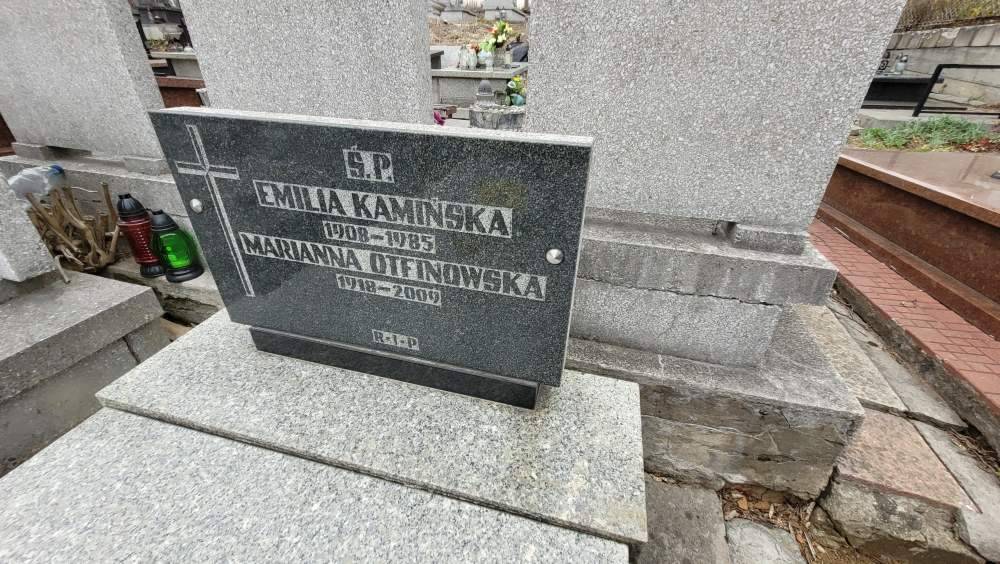 Ś.P.
EMILIA KAMIŃSKA
1908-1985
MARIANNA OTFINOWSKA
1918-2009
R-I-P